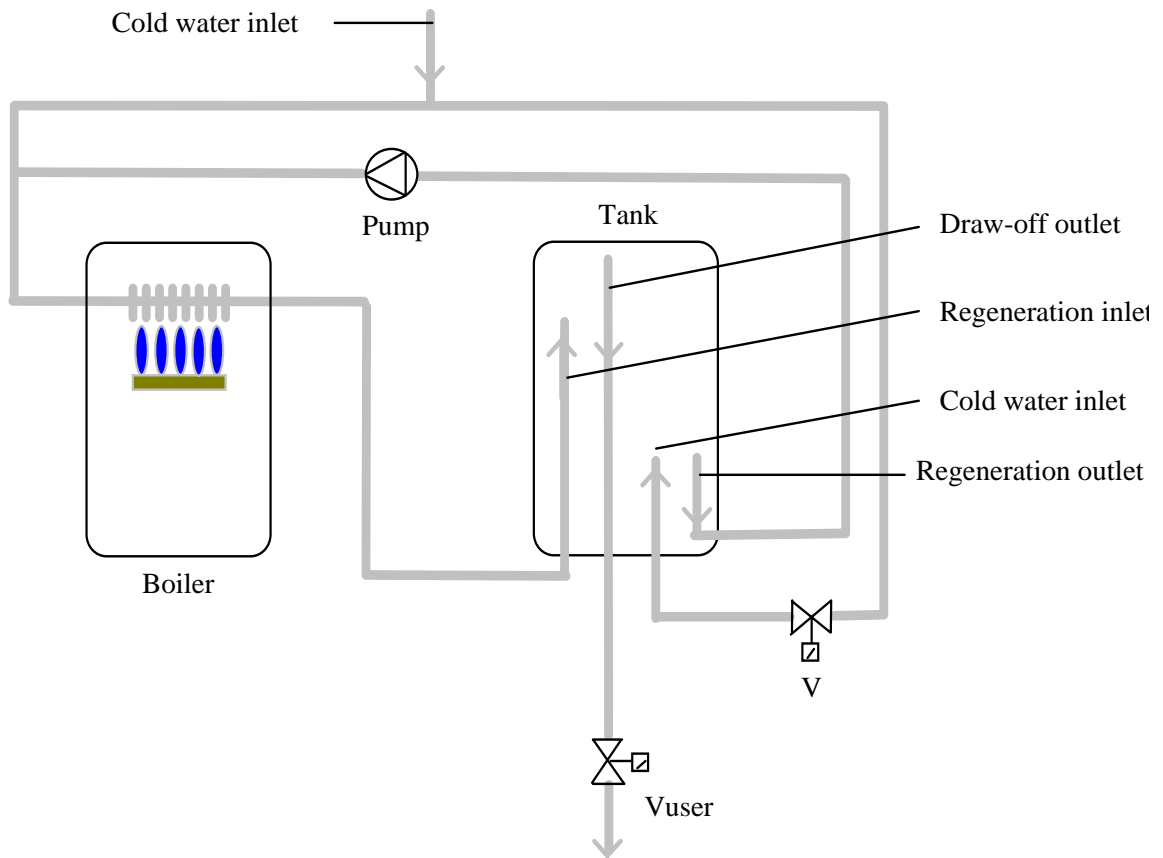 Cold water inlet
Pump
Tank
Draw-off outlet
Regeneration inlet
Cold water inlet
Regeneration outlet
Boiler
V
Vuser